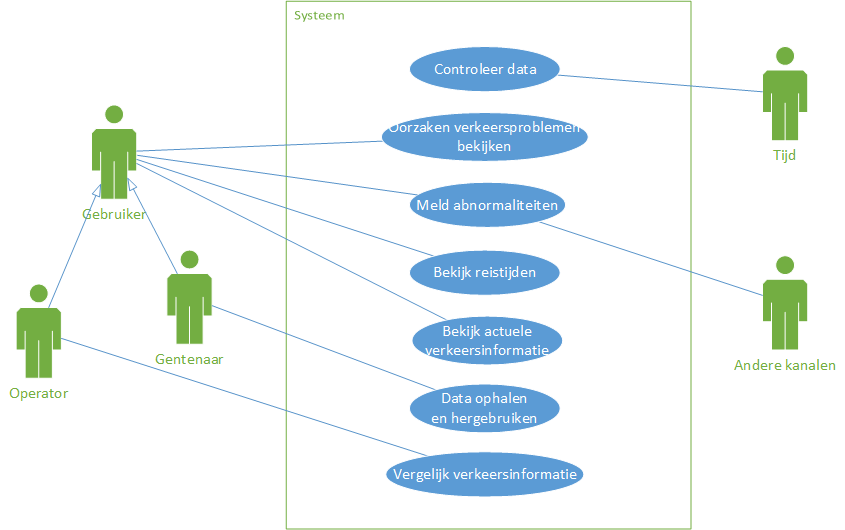 Systeem
Controleer data
Oorzaken verkeersproblemen
bekijken
Tijd
Gebruiker
Meld abnormaliteiten
Bekijk reistijden
Bekijk actuele
verkeersinformatie
Gentenaar
Andere kanalen
Operator
Data ophalen
en hergebruiken
Vergelijk verkeersinformatie